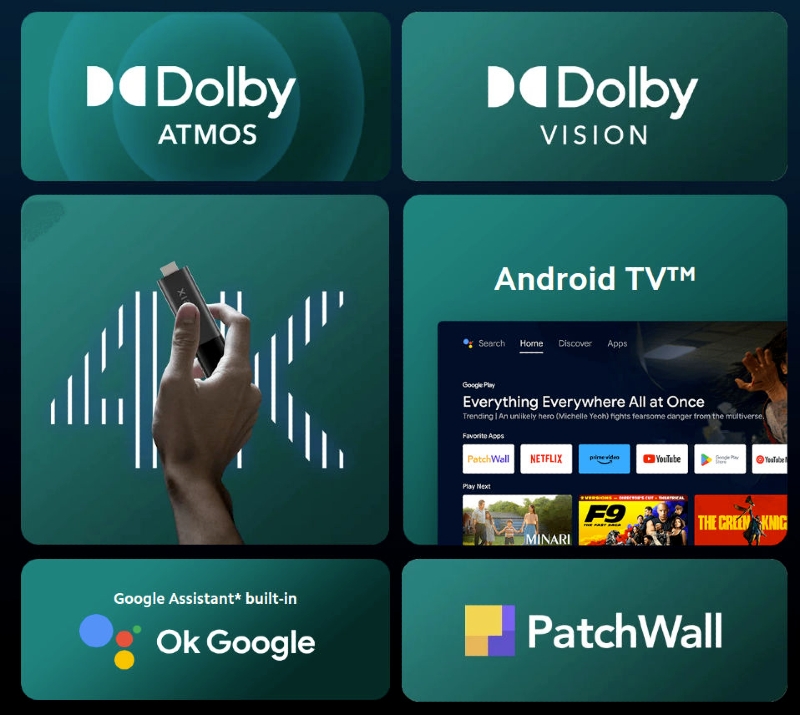 Dolby
ATMOS
Dolby
VISION
4K
Android TV™
Search Home Discover Apps
Google Play
Everything Everywhere All at Once
Trending | An unlikely hero (Michelle Yeoh) fights fearsome danger from the multiverse.
Favorite Apps
PatchWall NETFLIX prime video YouTube Google Play Store YouTube
Play Next
MINARI
F9
THE FAST SAGA
THE GREEN KNIG
Google Assistant* built-in
Ok Google
PatchWall